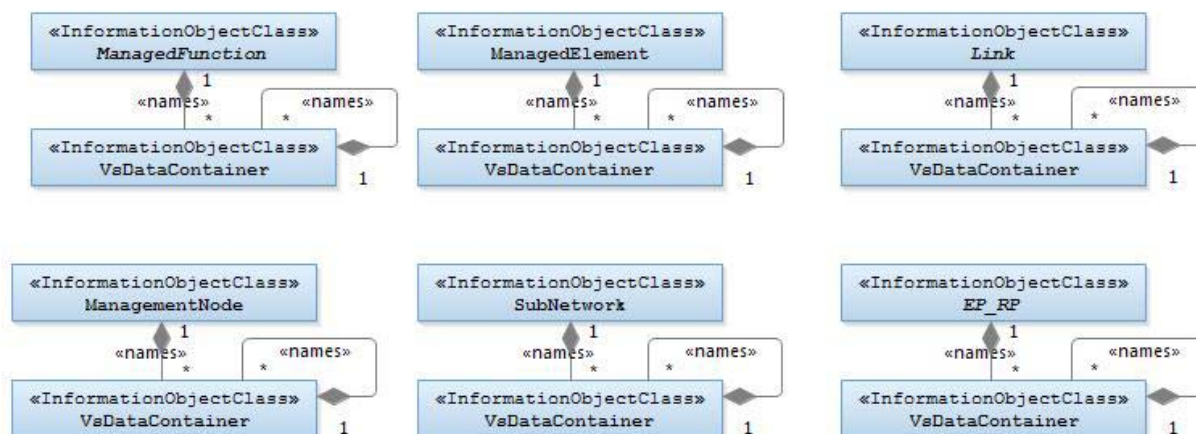 «InformationObjectClass» «InformationObjectClass» «InformationObjectClass»
ManagedFunction ManagedElement Link
1 1 1
«names» «names» «names» «names» «names» «names»
* * * * * *
«InformationObjectClass» «InformationObjectClass» «InformationObjectClass»
VsDataContainer VsDataContainer VsDataContainer
1 1 1
«InformationObjectClass» «InformationObjectClass» «InformationObjectClass»
ManagementNode SubNetwork EP_RP
1 1 1
«names» «names» «names» «names» «names» «names»
* * * * * *
«InformationObjectClass» «InformationObjectClass» «InformationObjectClass»
VsDataContainer VsDataContainer VsDataContainer
1 1 1